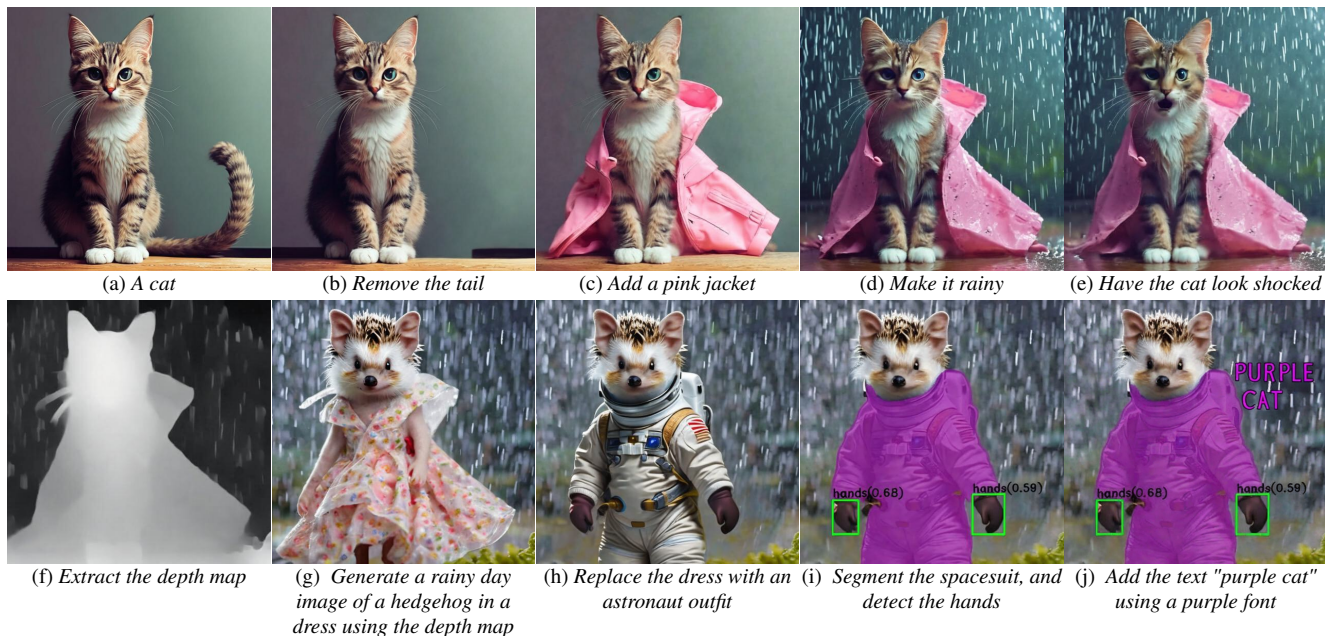 (a) A cat
(b) Remove the tail
(c) Add a pink jacket
(d) Make it rainy
(e) Have the cat look shocked
PURPLE
CAT
hands(0.68)
hands(0.59)
hands(0.68)
hands(0.59)
(f) Extract the depth map
(g) Generate a rainy day
image of a hedgehog in a
dress using the depth map
(h) Replace the dress with an
astronaut outfit
(i) Segment the spacesuit, and
detect the hands
(j) Add the text "purple cat"
using a purple font